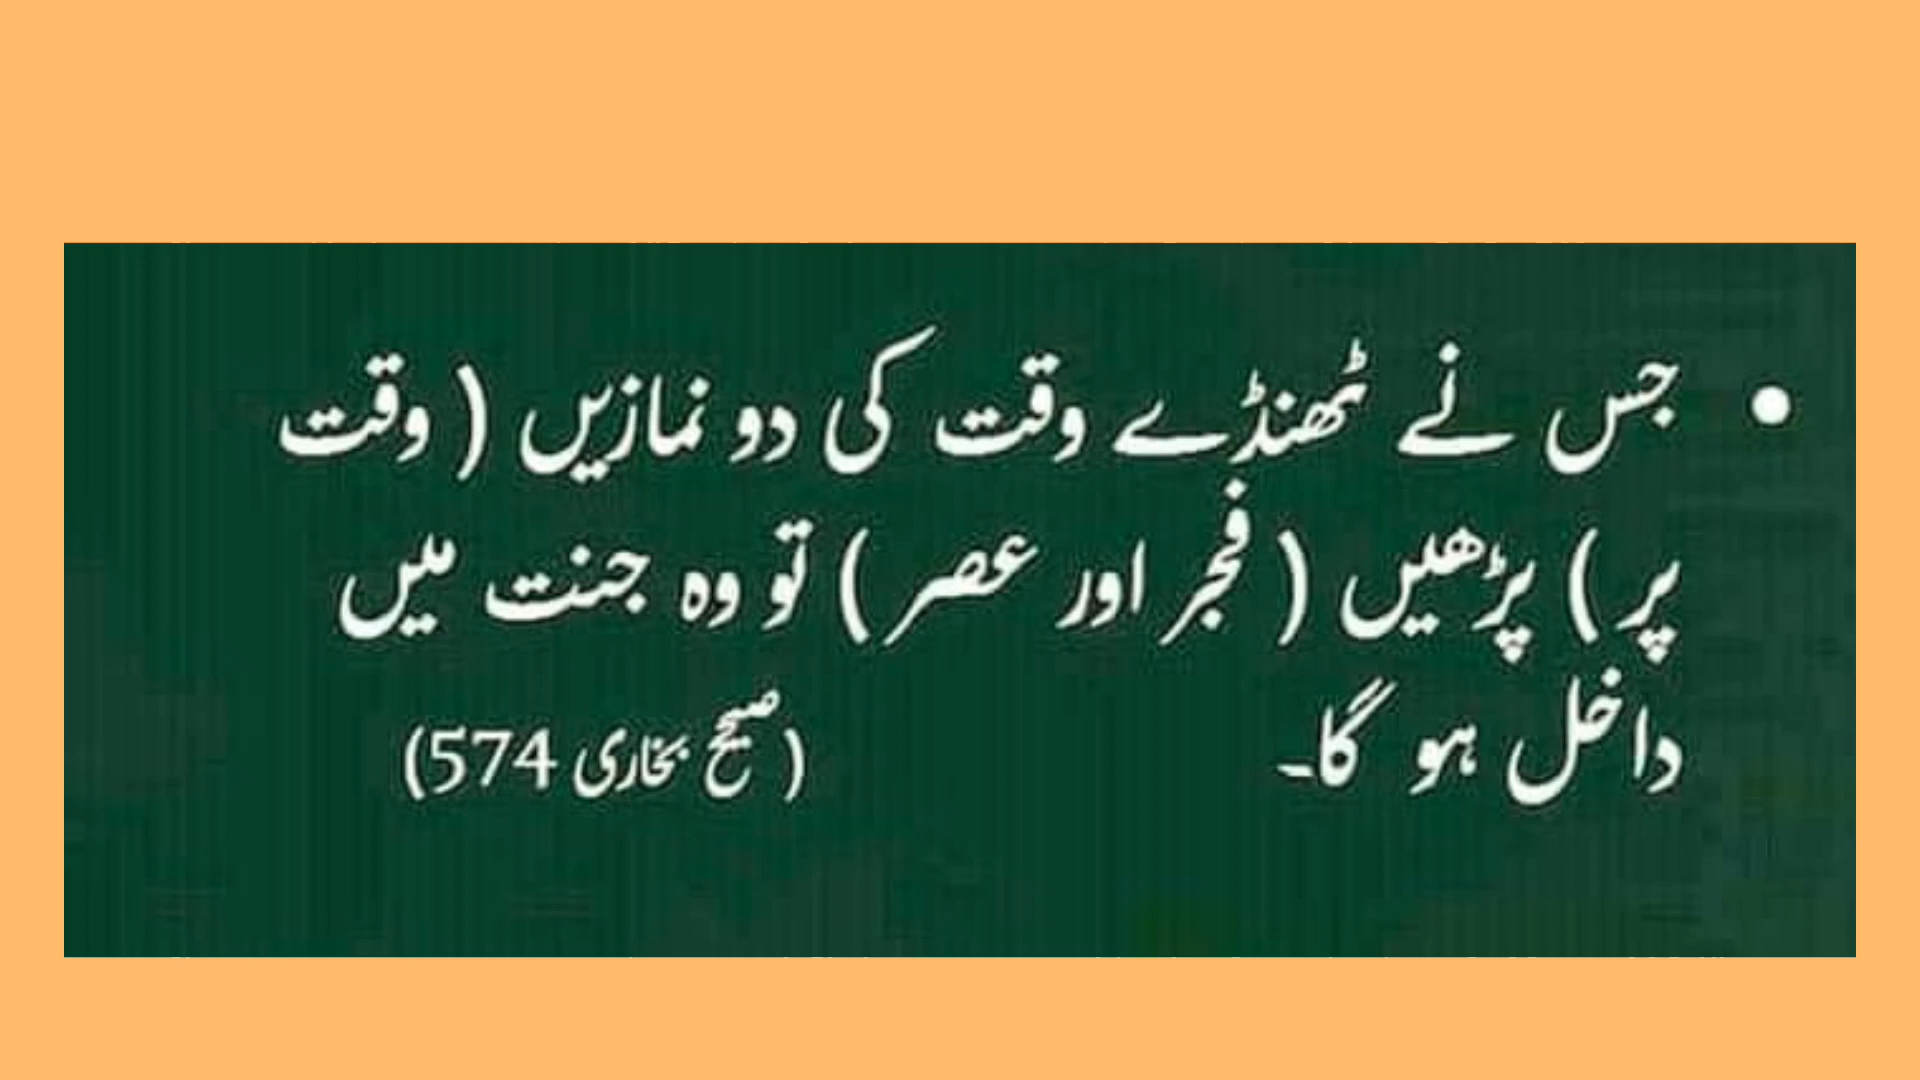 • جس نے ٹھنڈے وقت کی دو نمازیں ( وقت
پر ) پڑھیں ( فجر اور عصر ) تو وہ جنت میں
داخل ہو گا۔ (صحیح بخاری 574)